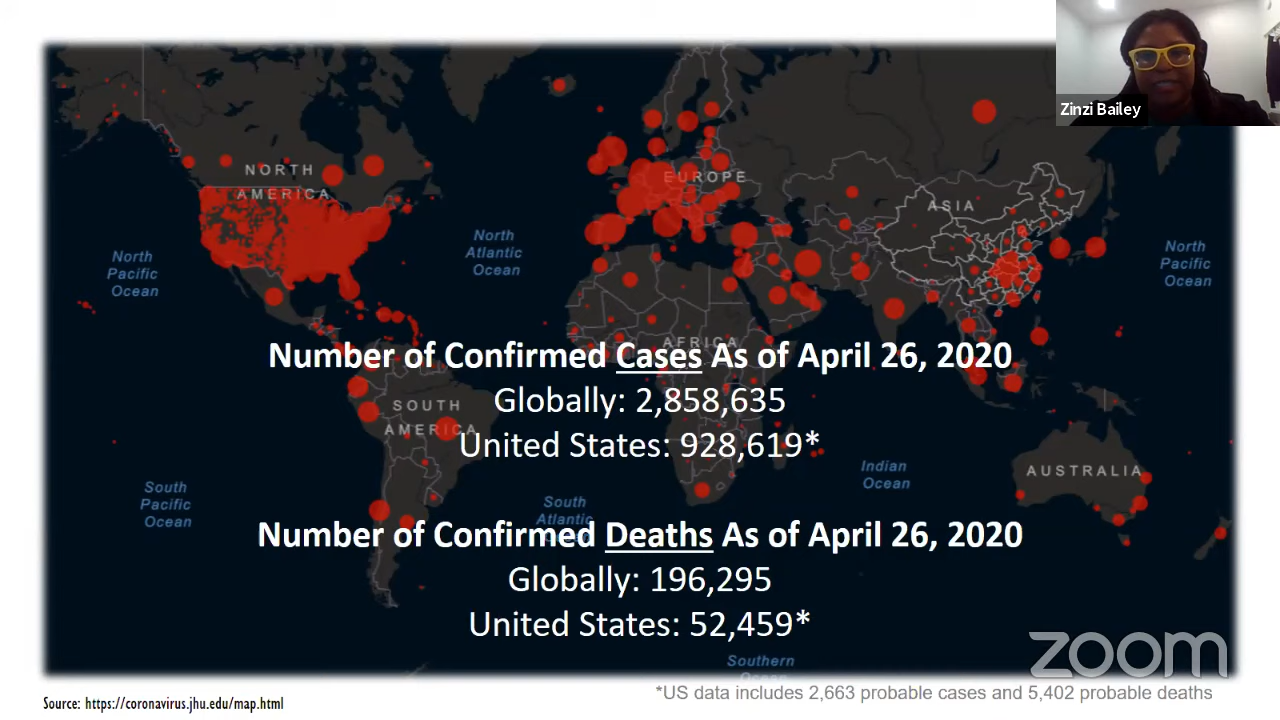 Zinzi Bailey
NORTH
AMERICA
EUROPE
ASIA
North
Pacific
Ocean
North
Atlantic
Ocean
North
Pacific
Ocean
AFRICA
Number of Confirmed Cases As of April 26, 2020
Globally: 2,858,635
United States: 928,619*
SOUTH
AMERICA
Indian
Ocean
AUSTRALIA
South
Pacific
Ocean
South
Atlantic
Number of Confirmed Deaths As of April 26, 2020
Globally: 196,295
United States: 52,459*
Southern
Ocean
zoom
*US data includes 2,663 probable cases and 5,402 probable deaths
Source: https://coronavirus.jhu.edu/map.html